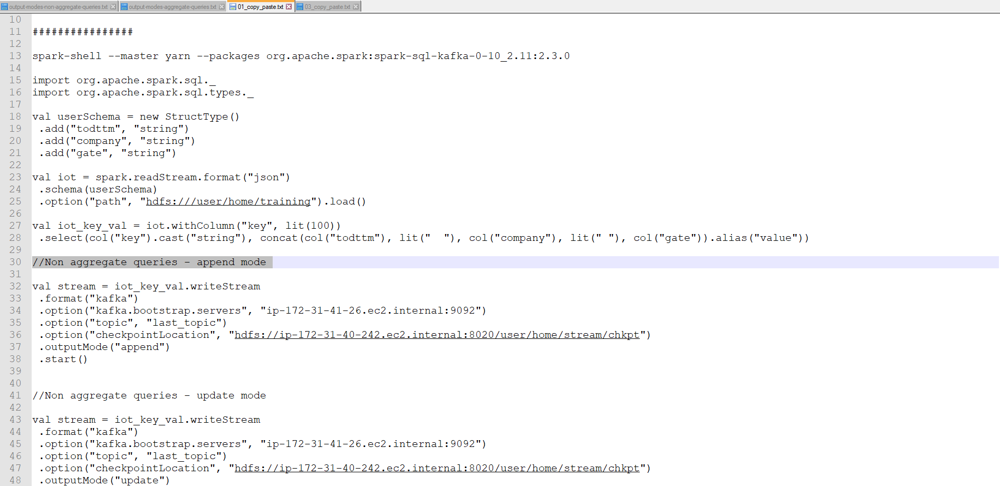 output-modes-non-aggregate-queries.txt output-modes-aggregate-queries.txt 01_copy_paste.txt 03_copy_paste.txt
10
11 ################
12
13 spark-shell --master yarn --packages org.apache.spark:spark-sql-kafka-0-10_2.11:2.3.0
14
15 import org.apache.spark.sql._
16 import org.apache.spark.sql.types._
17
18 val userSchema = new StructType()
19  .add("todttm", "string")
20  .add("company", "string")
21  .add("gate", "string")
22
23 val iot = spark.readStream.format("json")
24  .schema(userSchema)
25  .option("path", "hdfs:///user/home/training").load()
26
27 val iot_key_val = iot.withColumn("key", lit(100))
28  .select(col("key").cast("string"), concat(col("todttm"), lit("  "), col("company"), lit(" "), col("gate")).alias("value"))
29
30 //Non aggregate queries - append mode
31
32 val stream = iot_key_val.writeStream
33  .format("kafka")
34  .option("kafka.bootstrap.servers", "ip-172-31-41-26.ec2.internal:9092")
35  .option("topic", "last_topic")
36  .option("checkpointLocation", "hdfs://ip-172-31-40-242.ec2.internal:8020/user/home/stream/chkpt")
37  .outputMode("append")
38  .start()
39
40
41 //Non aggregate queries - update mode
42
43 val stream = iot_key_val.writeStream
44  .format("kafka")
45  .option("kafka.bootstrap.servers", "ip-172-31-41-26.ec2.internal:9092")
46  .option("topic", "last_topic")
47  .option("checkpointLocation", "hdfs://ip-172-31-40-242.ec2.internal:8020/user/home/stream/chkpt")
48  .outputMode("update")